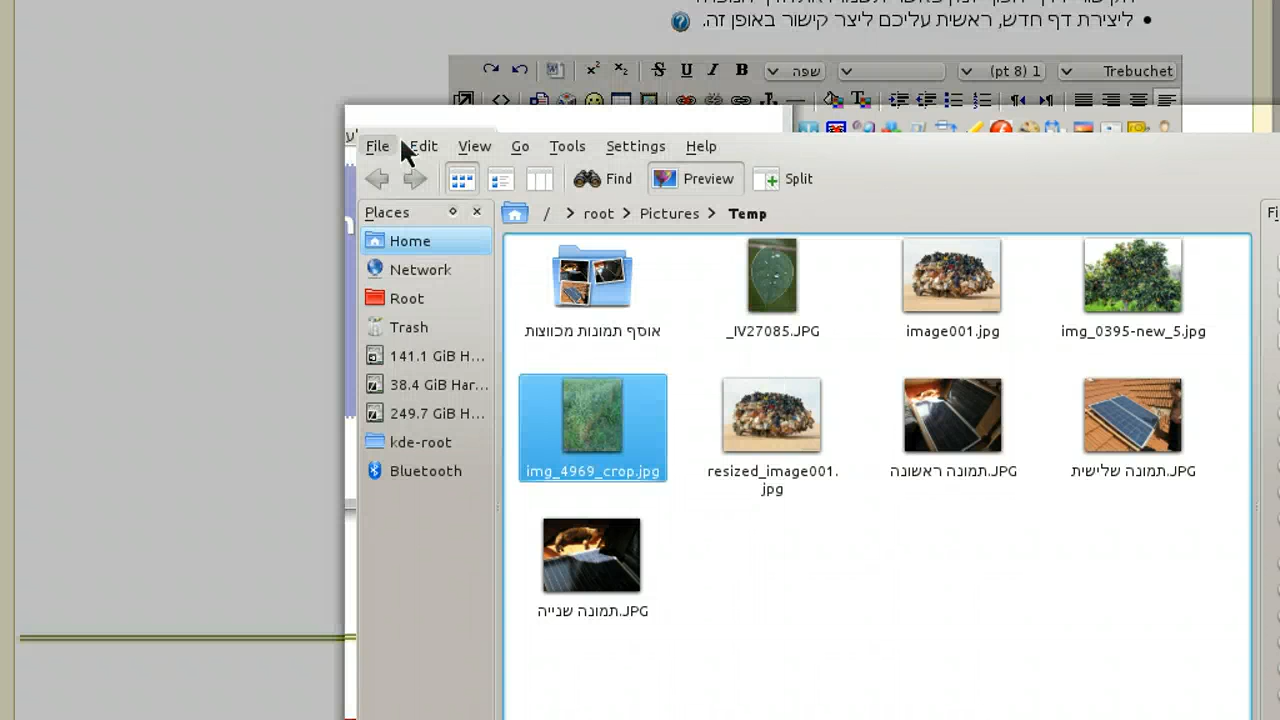 ליצירת דף חדש, ראשית עליכם ליצר קישור באופן זה.
שפה
1 (8 pt)
Trebuchet
File Edit View Go Tools Settings Help
Find Preview Split
Places
/ > root > Pictures > Temp
Home
Network
Root
Trash
141.1 GiB H...
38.4 GiB Har...
249.7 GiB H...
kde-root
Bluetooth
אוסף תמונות מכווצות
_IV27085.JPG
image001.jpg
img_0395-new_5.jpg
img_4969_crop.jpg
resized_image001.
jpg
תמונה ראשונה.JPG
תמונה שלישית.JPG
תמונה שנייה.JPG